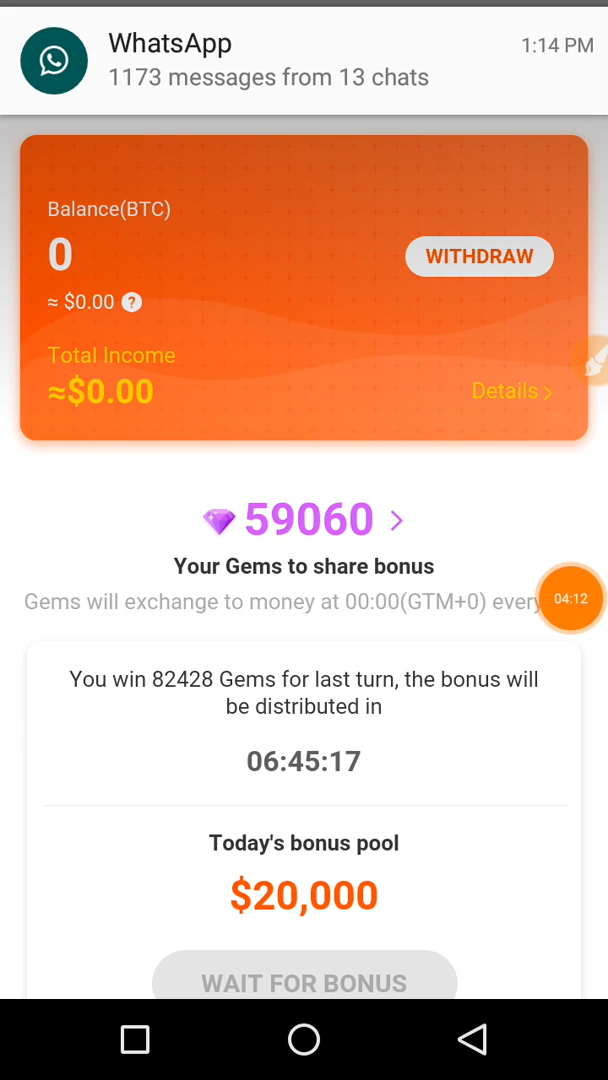 WhatsApp
1:14 PM
1173 messages from 13 chats
Balance(BTC)
0
WITHDRAW
≈ $0.00 ?
Total Income
≈$0.00
Details >
59060 >
Your Gems to share bonus
Gems will exchange to money at 00:00(GTM+0) every
04:12
You win 82428 Gems for last turn, the bonus will
be distributed in
06:45:17
Today's bonus pool
$20,000
WAIT FOR BONUS